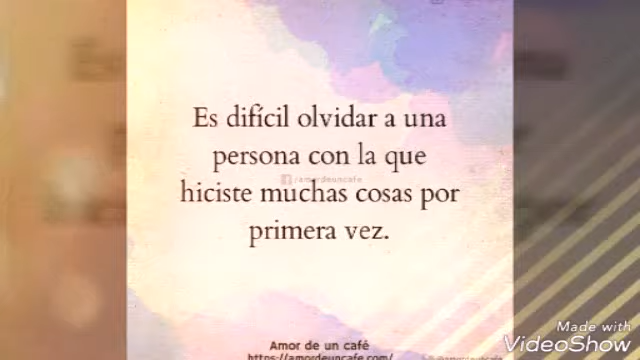 Es difícil olvidar a una
persona con la que
/amordeuncafe
hiciste muchas cosas por
primera vez.
Amor de un café
https://amordeuncafe.com/
Made with
VideoShow